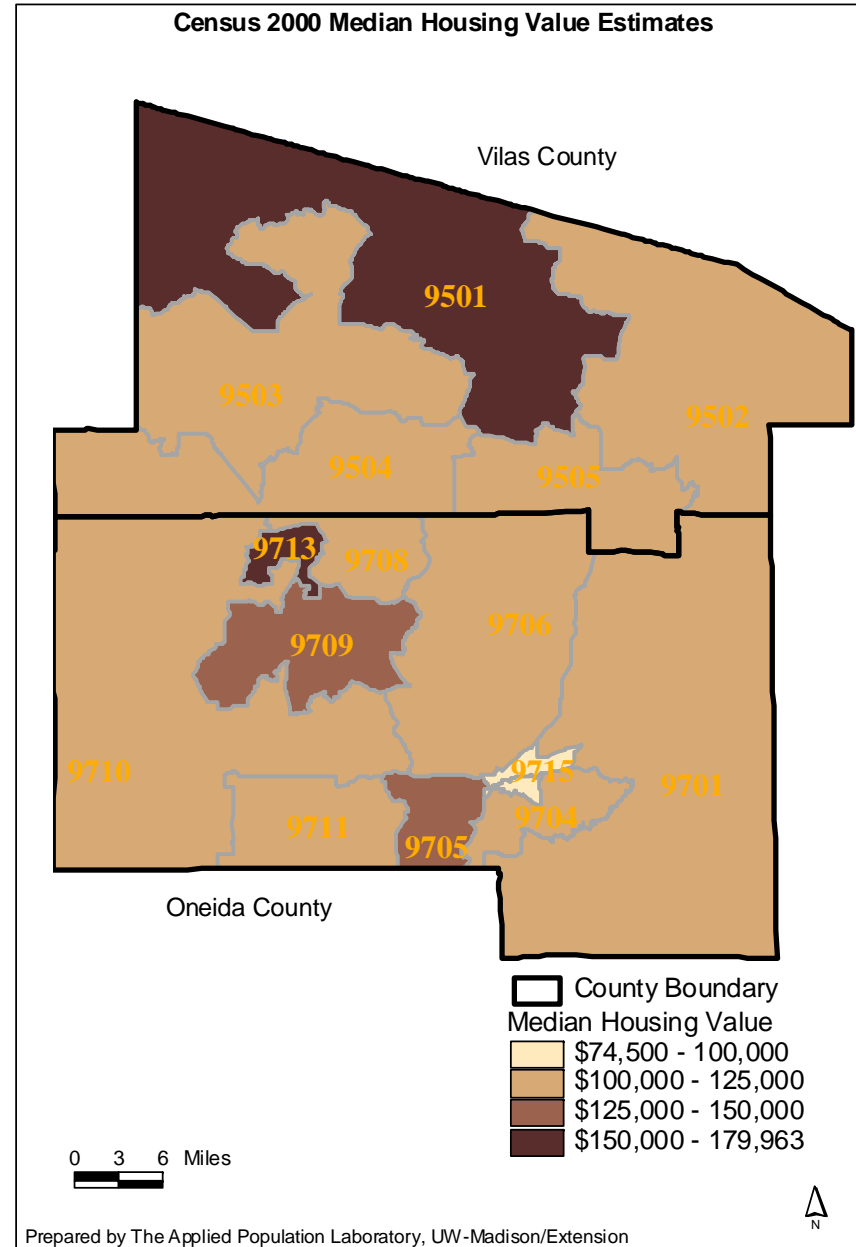 Census 2000 Median Housing Value Estimates
Vilas County
9501
9503
9502
9504
9505
9713
9708
9706
9709
9710
9715
9701
9704
9711
9705
Oneida County
County Boundary
Median Housing Value
$74,500 - 100,000
$100,000 - 125,000
$125,000 - 150,000
$150,000 - 179,963
0 3 6 Miles
N
Prepared by The Applied Population Laboratory, UW-Madison/Extension